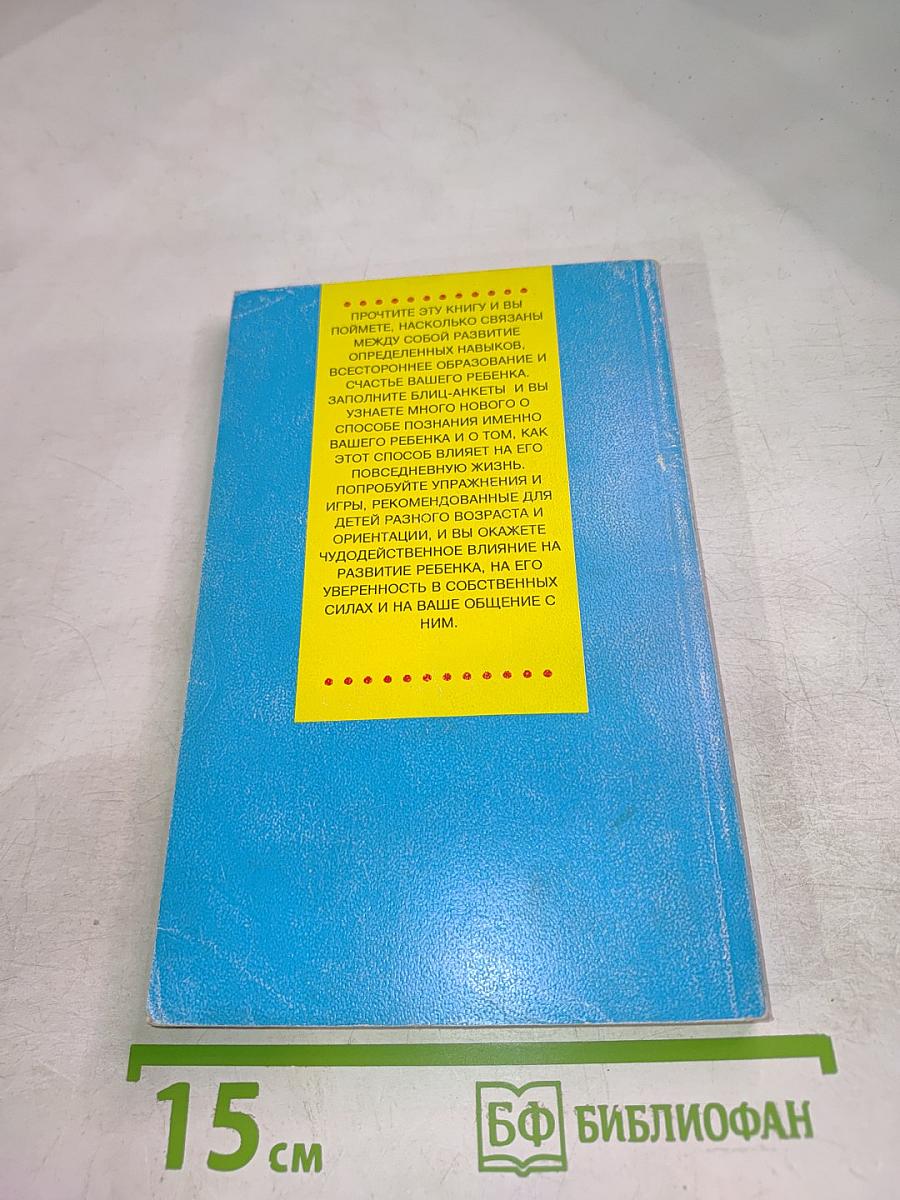 ПРОЧТИТЕ ЭТУ КНИГУ И ВЫ
ПОЙМЕТЕ, НАСКОЛЬКО СВЯЗАНЫ
МЕЖДУ СОБОЙ РАЗВИТИЕ
ОПРЕДЕЛЕННЫХ НАВЫКОВ,
ВСЕСТОРОННЕЕ ОБРАЗОВАНИЕ И
СЧАСТЬЕ ВАШЕГО РЕБЕНКА.
ЗАПОЛНИТЕ БЛИЦ-АНКЕТЫ И ВЫ
УЗНАЕТЕ МНОГО НОВОГО О
СПОСОБЕ ПОЗНАНИЯ ИМЕННО
ВАШЕГО РЕБЕНКА И О ТОМ, КАК
ЭТОТ СПОСОБ ВЛИЯЕТ НА ЕГО
ПОВСЕДНЕВНУЮ ЖИЗНЬ.
ПОПРОБУЙТЕ УПРАЖНЕНИЯ И
ИГРЫ, РЕКОМЕНДОВАННЫЕ ДЛЯ
ДЕТЕЙ РАЗНОГО ВОЗРАСТА И
ОРИЕНТАЦИИ, И ВЫ ОКАЖЕТЕ
ЧУДОДЕЙСТВЕННОЕ ВЛИЯНИЕ НА
РАЗВИТИЕ РЕБЕНКА, НА ЕГО
УВЕРЕННОСТЬ В СОБСТВЕННЫХ
СИЛАХ И НА ВАШЕ ОБЩЕНИЕ С
НИМ.
15 см
БФ БИБЛИОФАН